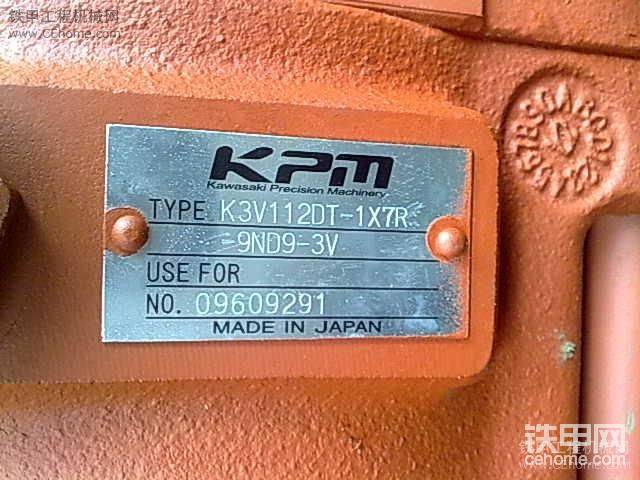 铁甲工程机械网
www.CEhome.com
KPM
Kawasaki Precision Machinery
TYPE K3V112DT-1X7R
-9ND9-3V
USE FOR
NO. 09609291
MADE IN JAPAN
铁甲网
cehome.com